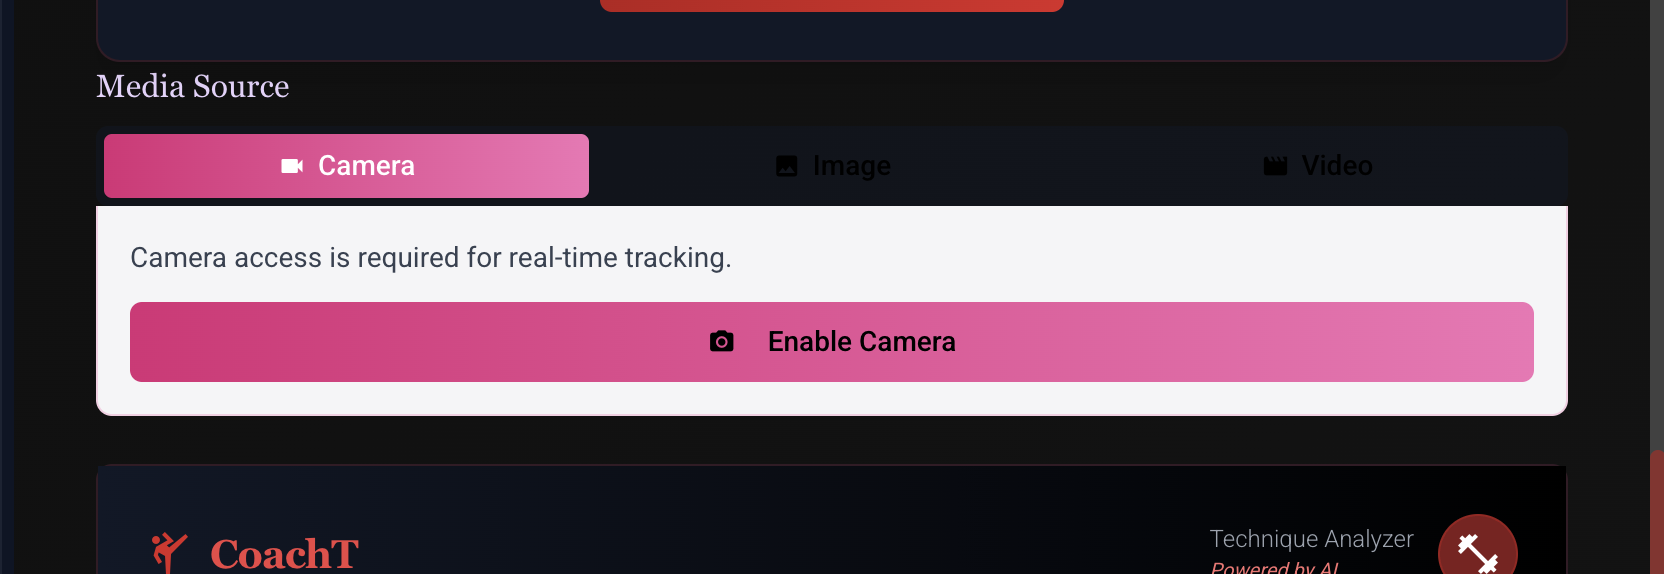 Media Source
Camera
Image
Video
Camera access is required for real-time tracking.
Enable Camera
CoachT
Technique Analyzer
Powered by AI